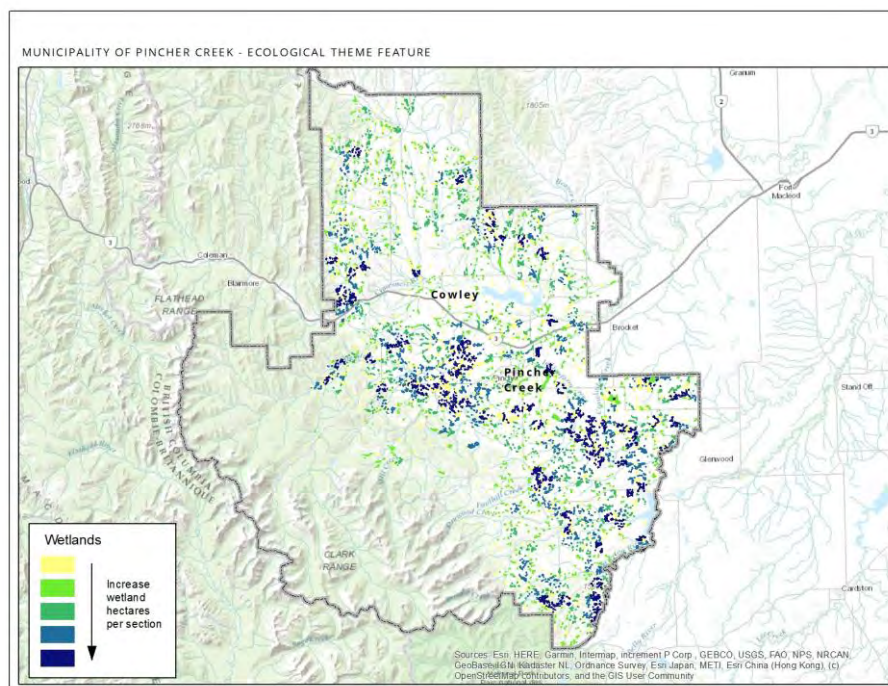 MUNICIPALITY OF PINCHER CREEK - ECOLOGICAL THEME FEATURE
Granum
1805m
2
3
2788m
Fort
Macleod
3
Coleman
Blairmore
Cowley
FLATHEAD
RANGE
Brocket
3
Pincher
Creek
Stand Off
BRITISH COLUMBIA
COLOMBIE-BRITANNIQUE
Glenwood
CLARK
RANGE
Cardston
Wetlands
Increase
wetland
hectares
per section
Sources: Esri, HERE, Garmin, Intermap, increment P Corp., GEBCO, USGS, FAO, NPS, NRCAN,
GeoBase, IGN, Kadaster NL, Ordnance Survey, Esri Japan, METI, Esri China (Hong Kong), (c)
OpenStreetMap contributors, and the GIS User Community